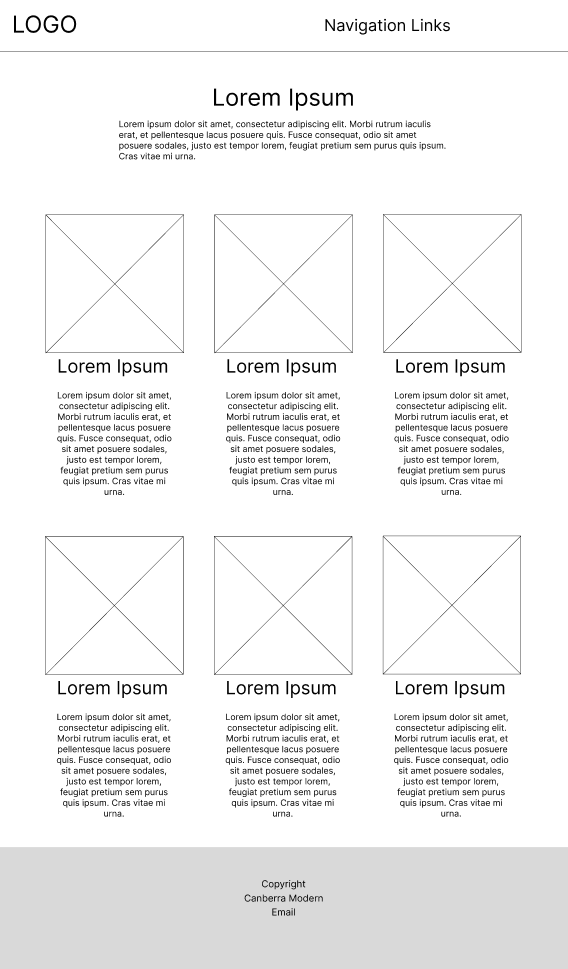 LOGO
Navigation Links
Lorem Ipsum
Lorem ipsum dolor sit amet, consectetur adipiscing elit. Morbi rutrum iaculis
erat, et pellentesque lacus posuere quis. Fusce consequat, odio sit amet
posuere sodales, justo est tempor lorem, feugiat pretium sem purus quis ipsum.
Cras vitae mi urna.
Lorem Ipsum
Lorem ipsum dolor sit amet,
consectetur adipiscing elit.
Morbi rutrum iaculis erat, et
pellentesque lacus posuere
quis. Fusce consequat, odio
sit amet posuere sodales,
justo est tempor lorem,
feugiat pretium sem purus
quis ipsum. Cras vitae mi
urna.
Lorem Ipsum
Lorem ipsum dolor sit amet,
consectetur adipiscing elit.
Morbi rutrum iaculis erat, et
pellentesque lacus posuere
quis. Fusce consequat, odio
sit amet posuere sodales,
justo est tempor lorem,
feugiat pretium sem purus
quis ipsum. Cras vitae mi
urna.
Lorem Ipsum
Lorem ipsum dolor sit amet,
consectetur adipiscing elit.
Morbi rutrum iaculis erat, et
pellentesque lacus posuere
quis. Fusce consequat, odio
sit amet posuere sodales,
justo est tempor lorem,
feugiat pretium sem purus
quis ipsum. Cras vitae mi
urna.
Lorem Ipsum
Lorem ipsum dolor sit amet,
consectetur adipiscing elit.
Morbi rutrum iaculis erat, et
pellentesque lacus posuere
quis. Fusce consequat, odio
sit amet posuere sodales,
justo est tempor lorem,
feugiat pretium sem purus
quis ipsum. Cras vitae mi
urna.
Lorem Ipsum
Lorem ipsum dolor sit amet,
consectetur adipiscing elit.
Morbi rutrum iaculis erat, et
pellentesque lacus posuere
quis. Fusce consequat, odio
sit amet posuere sodales,
justo est tempor lorem,
feugiat pretium sem purus
quis ipsum. Cras vitae mi
urna.
Lorem Ipsum
Lorem ipsum dolor sit amet,
consectetur adipiscing elit.
Morbi rutrum iaculis erat, et
pellentesque lacus posuere
quis. Fusce consequat, odio
sit amet posuere sodales,
justo est tempor lorem,
feugiat pretium sem purus
quis ipsum. Cras vitae mi
urna.
Copyright
Canberra Modern
Email